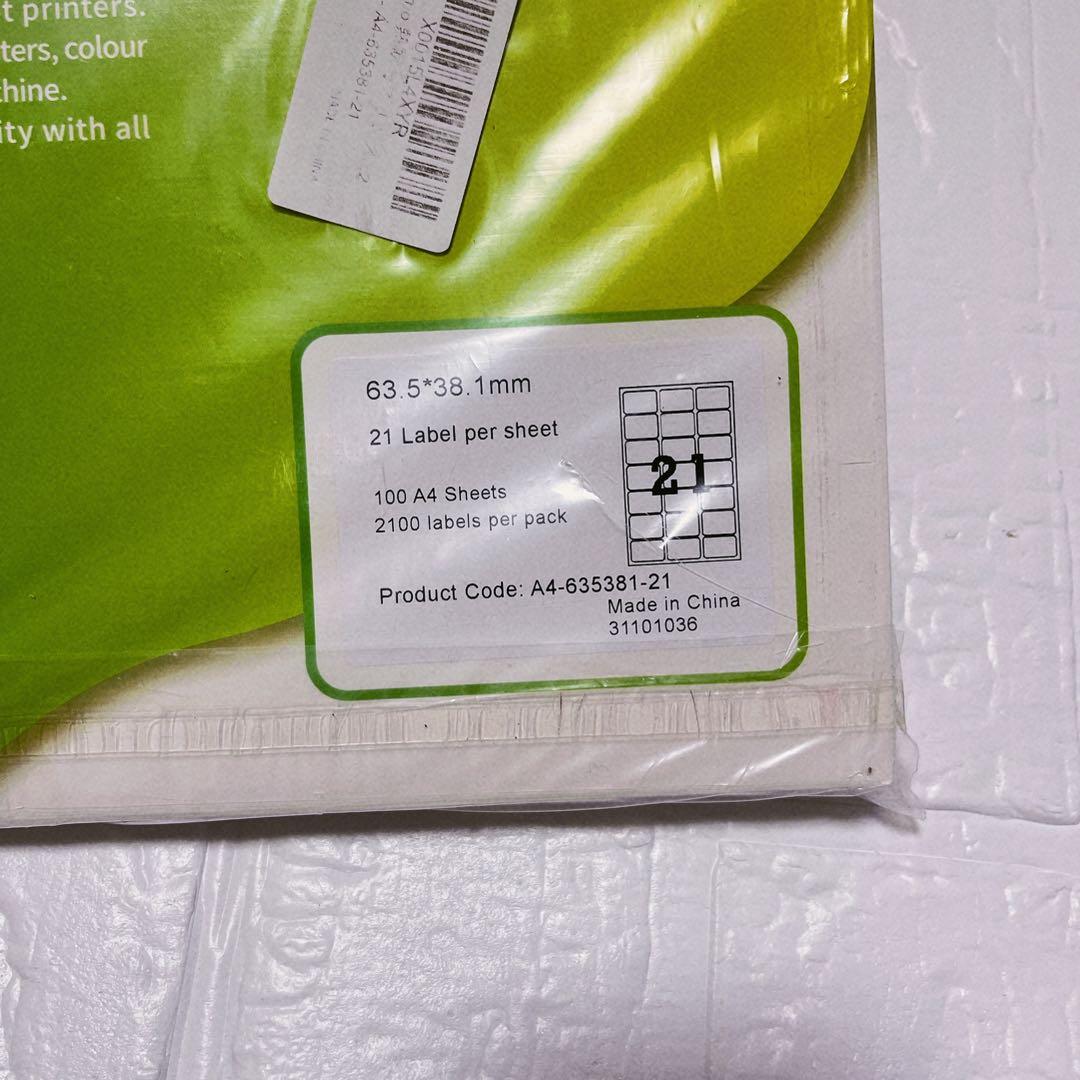 t printers.
ters, colour
hine.
ity with all
X0015L4XYR
A4-635381-21
63.5*38.1mm
21 Label per sheet
100 A4 Sheets
2100 labels per pack
21
Product Code: A4-635381-21
Made in China
31101036